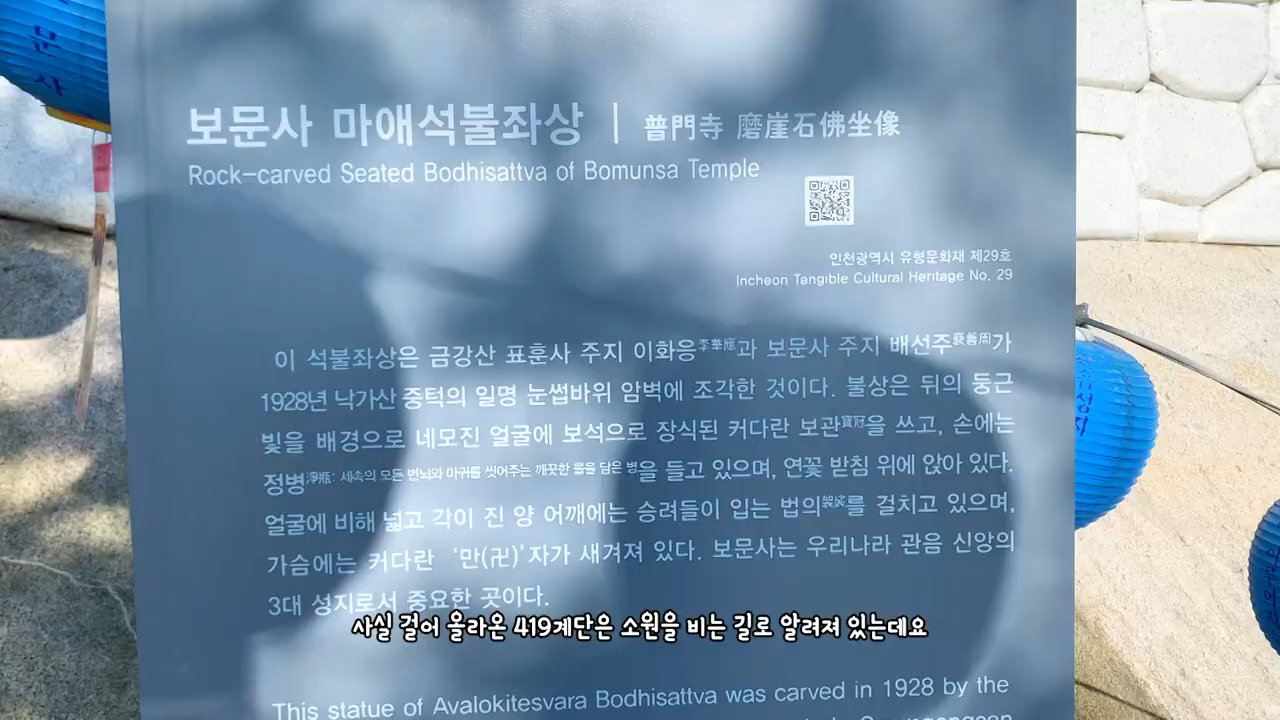 문
사
보문사 마애석불좌상 | 普門寺 磨崖石佛坐像
Rock-carved Seated Bodhisattva of Bomunsa Temple
인천광역시 유형문화재 제29호
Incheon Tangible Cultural Heritage No. 29
이 석불좌상은 금강산 표훈사 주지 이화응李華應과 보문사 주지 배선주裵善周가
1928년 낙가산 중턱의 일명 눈썹바위 암벽에 조각한 것이다. 불상은 뒤의 둥근
빛을 배경으로 네모진 얼굴에 보석으로 장식된 커다란 보관寶冠을 쓰고, 손에는
정병淨甁: 세속의 모든 번뇌와 마귀를 씻어주는 깨끗한 물을 담은 병을 들고 있으며, 연꽃 받침 위에 앉아 있다.
얼굴에 비해 넓고 각이 진 양 어깨에는 승려들이 입는 법의袈裟를 걸치고 있으며,
가슴에는 커다란 ‘만(卍)’자가 새겨져 있다. 보문사는 우리나라 관음 신앙의
3대 성지로서 중요한 곳이다.
사실 걸어 올라온 419계단은 소원을 비는 길로 알려져 있는데요
This statue of Avalokitesvara Bodhisattva was carved in 1928 by the
성지